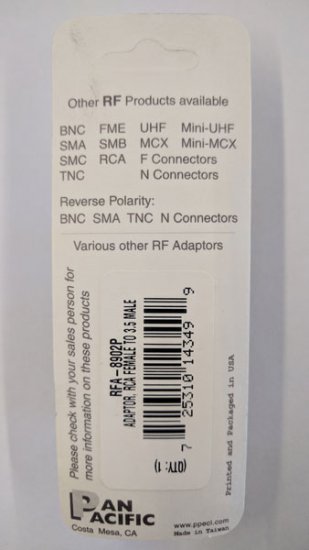 Other RF Products available
BNC FME UHF Mini-UHF
SMA SMB MCX Mini-MCX
SMC RCA F Connectors
TNC N Connectors
Reverse Polarity:
BNC SMA TNC N Connectors
Various other RF Adaptors
Please check with your sales person for
more information on these products
RFA-8902P
ADAPTOR, RCA FEMALE TO 3.5 MALE
7 25310 14349 9
(QTY: 1)
Printed and Packaged in USA
PAN
PACIFIC
Costa Mesa, CA
www.ppeci.com
Made in Taiwan